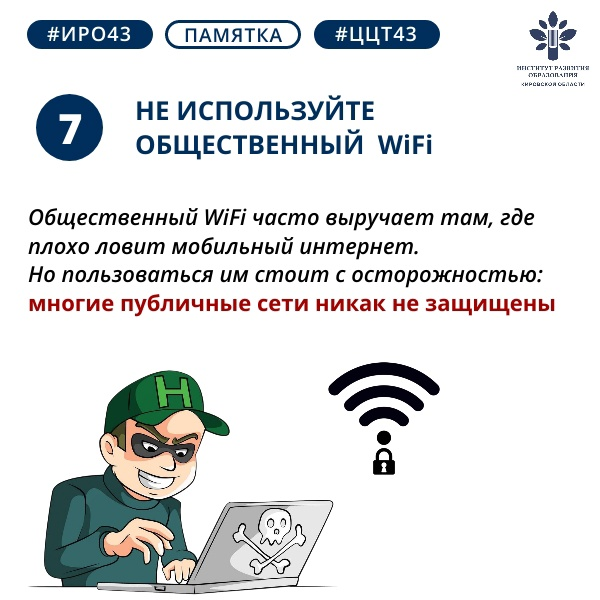 #ИРО43 ПАМЯТКА #ЦЦТ43
ИНСТИТУТ РАЗВИТИЯ
ОБРАЗОВАНИЯ
КИРОВСКОЙ ОБЛАСТИ
7
НЕ ИСПОЛЬЗУЙТЕ
ОБЩЕСТВЕННЫЙ WiFi
Общественный WiFi часто выручает там, где
плохо ловит мобильный интернет.
Но пользоваться им стоит с осторожностью:
многие публичные сети никак не защищены
H